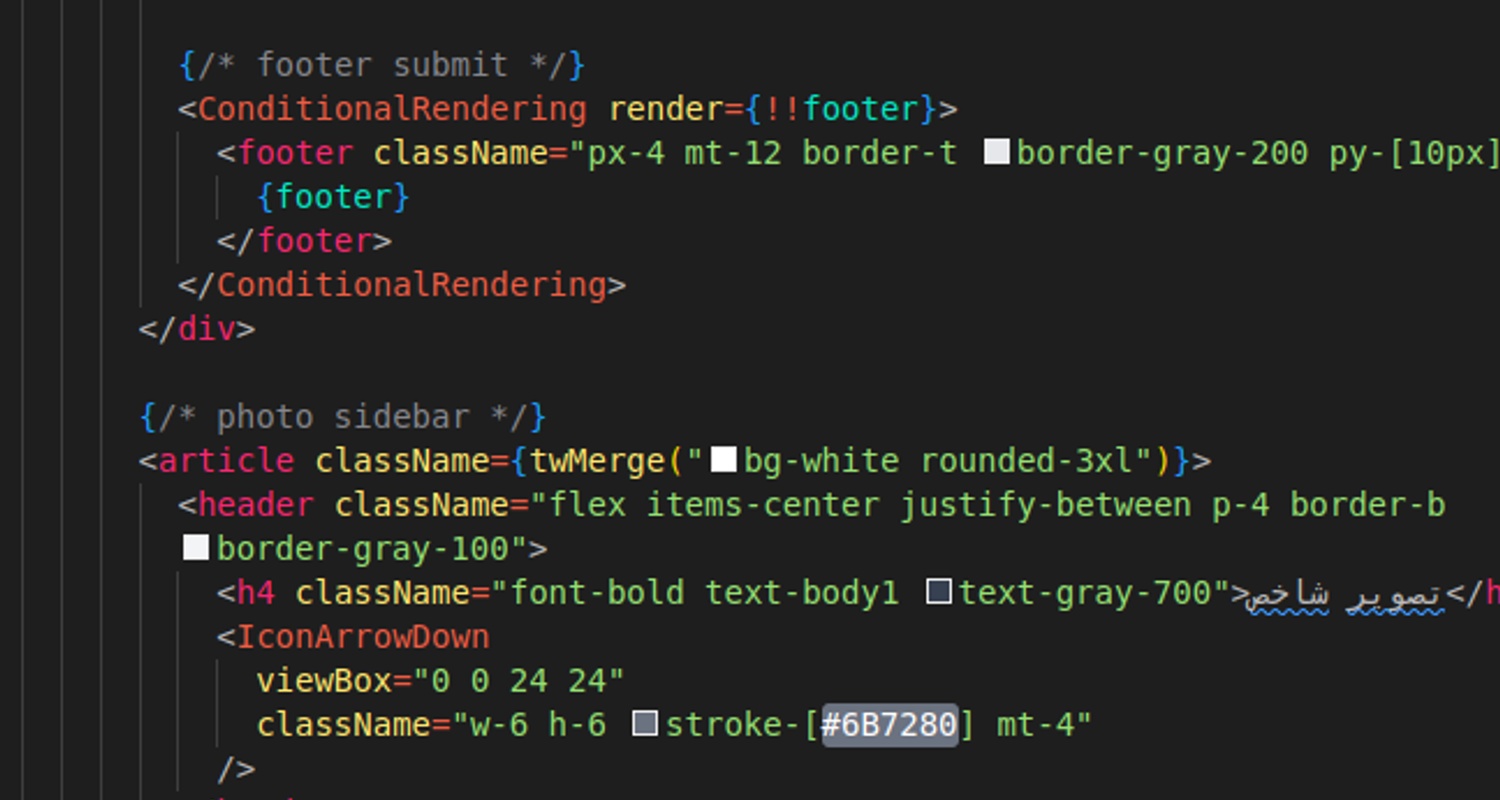 {/* footer submit */}
<ConditionalRendering render={!!footer}>
<footer className="px-4 mt-12 border-t border-gray-200 py-[10px]
{footer}
</footer>
</ConditionalRendering>
</div>
{/* photo sidebar */}
<article className={twMerge("bg-white rounded-3xl")}>
<header className="flex items-center justify-between p-4 border-b
border-gray-100">
<h4 className="font-bold text-body1 text-gray-700">تصویر شاخص</h
<IconArrowDown
viewBox="0 0 24 24"
className="w-6 h-6 stroke-[#6B7280] mt-4"
/>